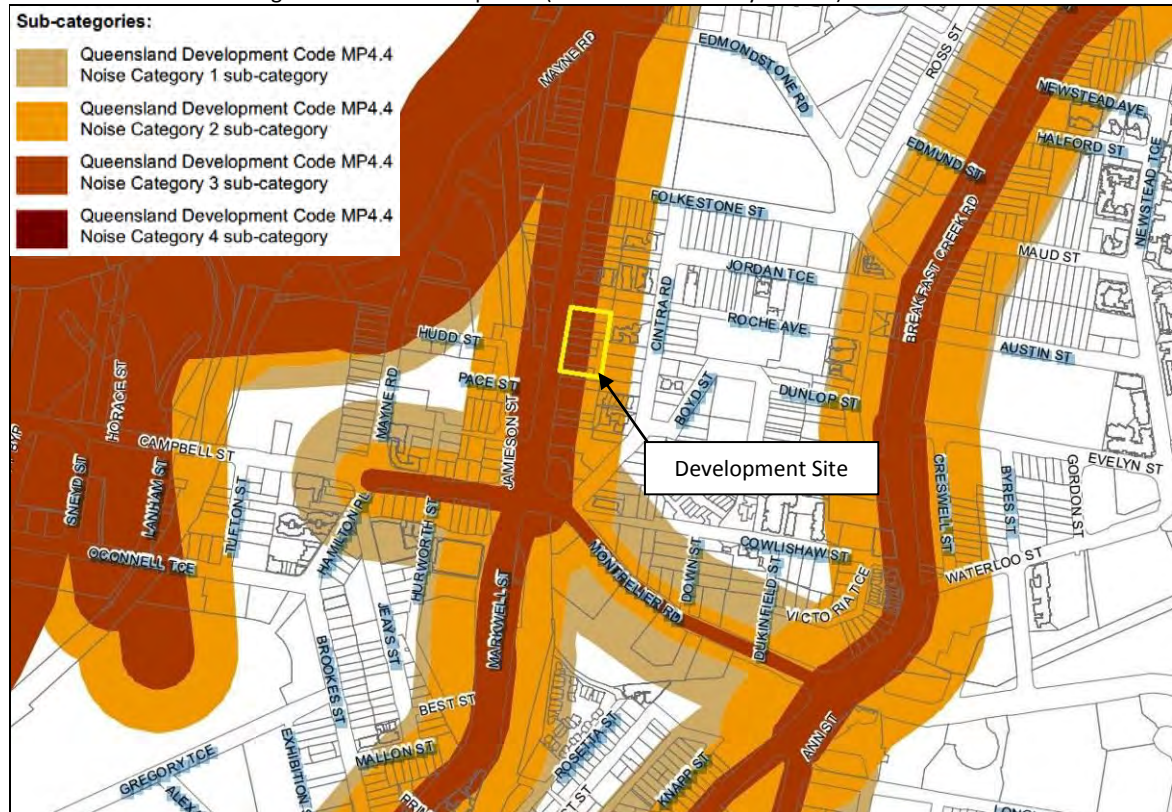 Sub-categories:
Queensland Development Code MP4.4
Noise Category 1 sub-category
Queensland Development Code MP4.4
Noise Category 2 sub-category
Queensland Development Code MP4.4
Noise Category 3 sub-category
Queensland Development Code MP4.4
Noise Category 4 sub-category
MAYNE RD
EDMONDSTONE RD
ROSS ST
NEWSTEAD AVE
HALFORD ST
NEWSTEAD TCE
EDMUND ST
BREAKFAST CREEK RD
FOLKESTONE ST
MAUD ST
JORDAN TCE
CINTRA RD
ROCHE AVE
AUSTIN ST
HUDD ST
PACE ST
MAYNE RD
BOYD ST
DUNLOP ST
HORACE ST
JAMIESON ST
CAMPBELL ST
Development Site
EVELYN ST
SNEYD ST
LANHAM ST
TUFTON ST
HAMILTON PL
HURWORTH ST
CRESWELL ST
BYRES ST
GORDON ST
OCONNELL TCE
COWLISHAW ST
WATERLOO ST
MONTPELIER RD
DOWN ST
DUKINFIELD ST
VICTORIA TCE
MARKWELL ST
JEAYS ST
BROOKES ST
BEST ST
ROSETTA ST
ANN ST
GREGORY TCE
EXHIBITION
MALLON ST
KNAPP ST